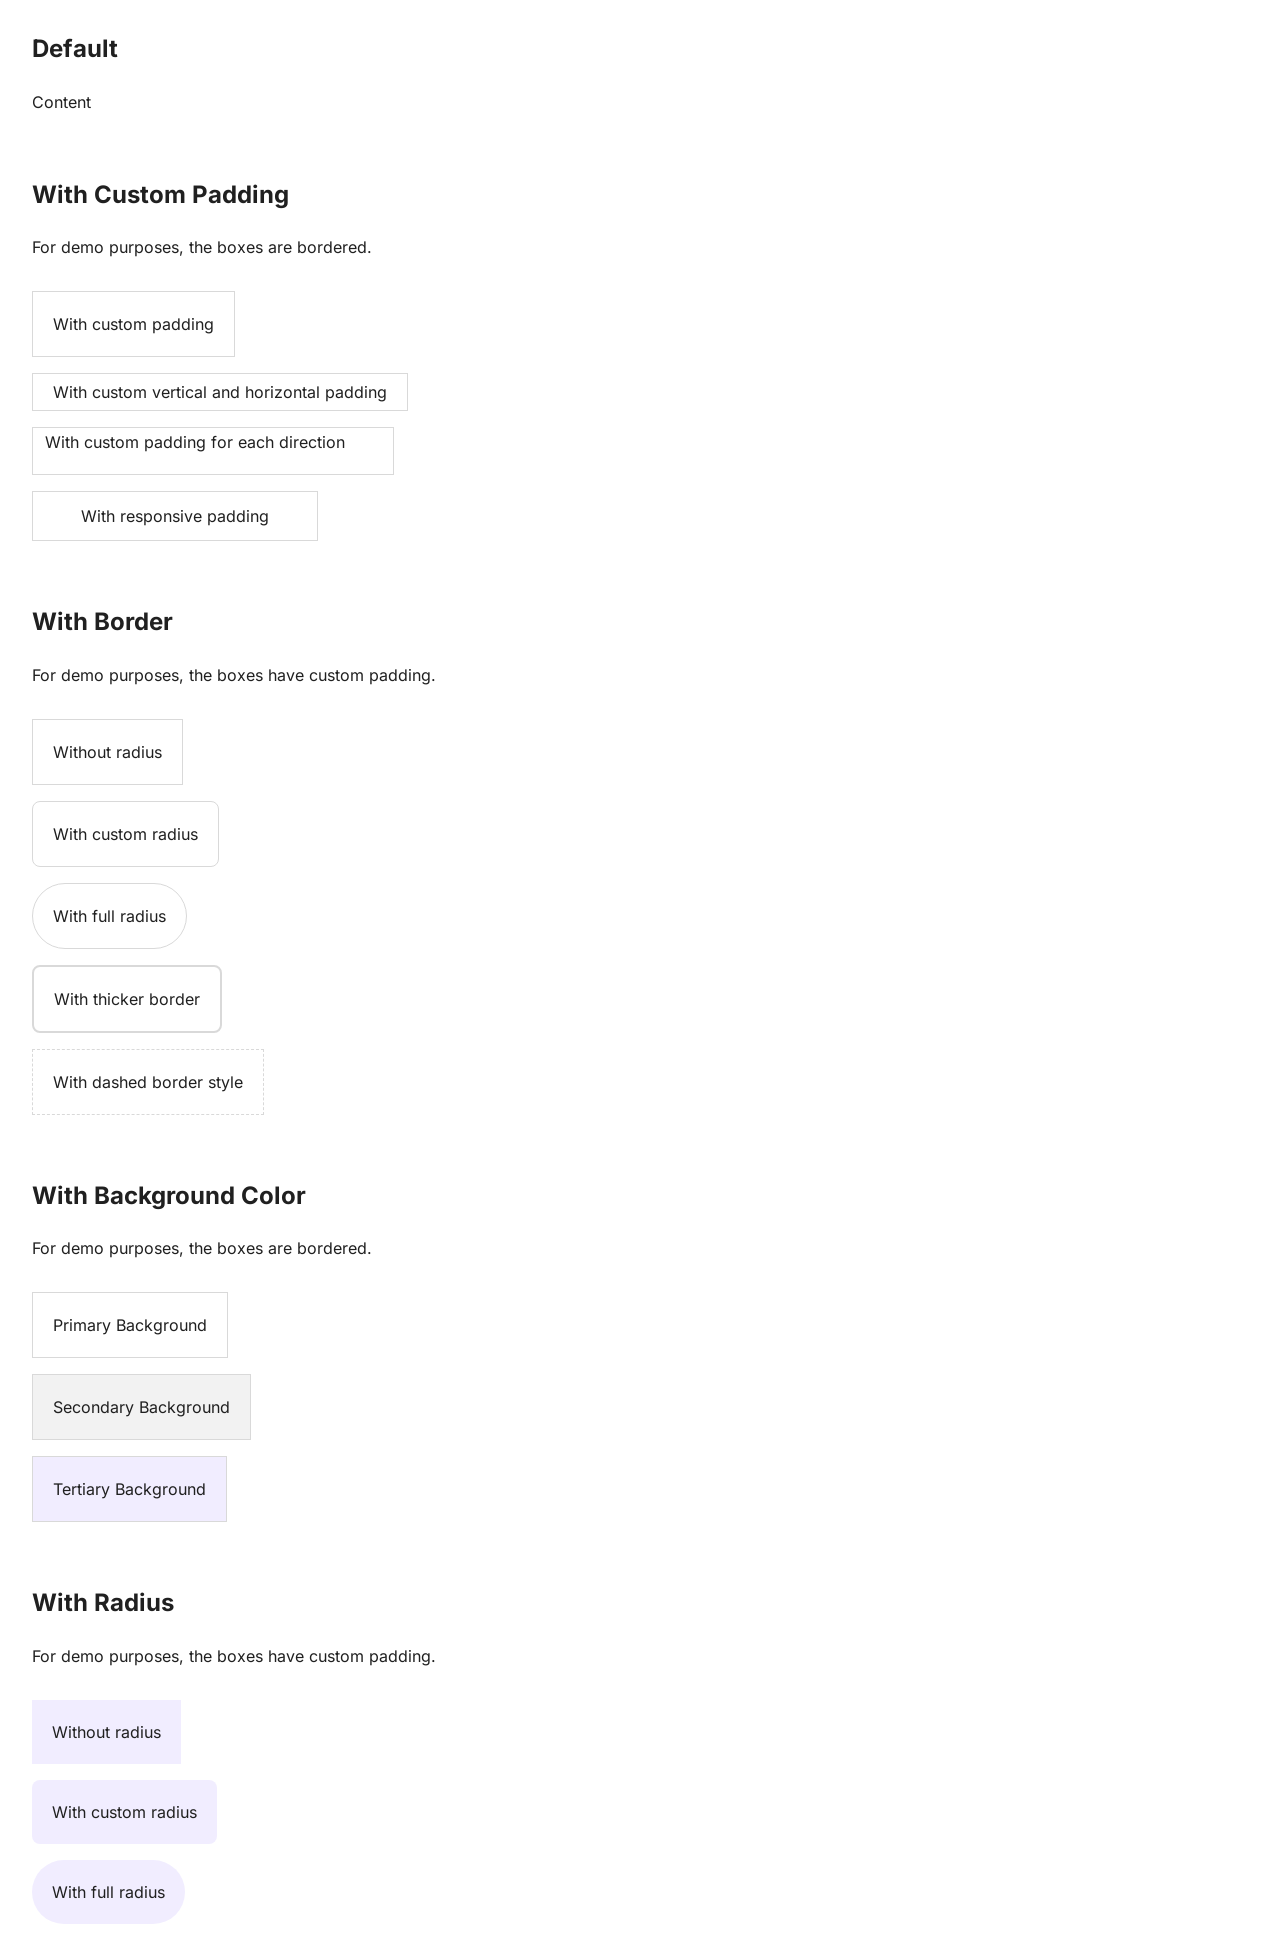 Default
Content
With Custom Padding
For demo purposes, the boxes are bordered.
With custom padding
With custom vertical and horizontal padding
With custom padding for each direction
With responsive padding
With Border
For demo purposes, the boxes have custom padding.
Without radius
With custom radius
With full radius
With thicker border
With dashed border style
With Background Color
For demo purposes, the boxes are bordered.
Primary Background
Secondary Background
Tertiary Background
With Radius
For demo purposes, the boxes have custom padding.
Without radius
With custom radius
With full radius